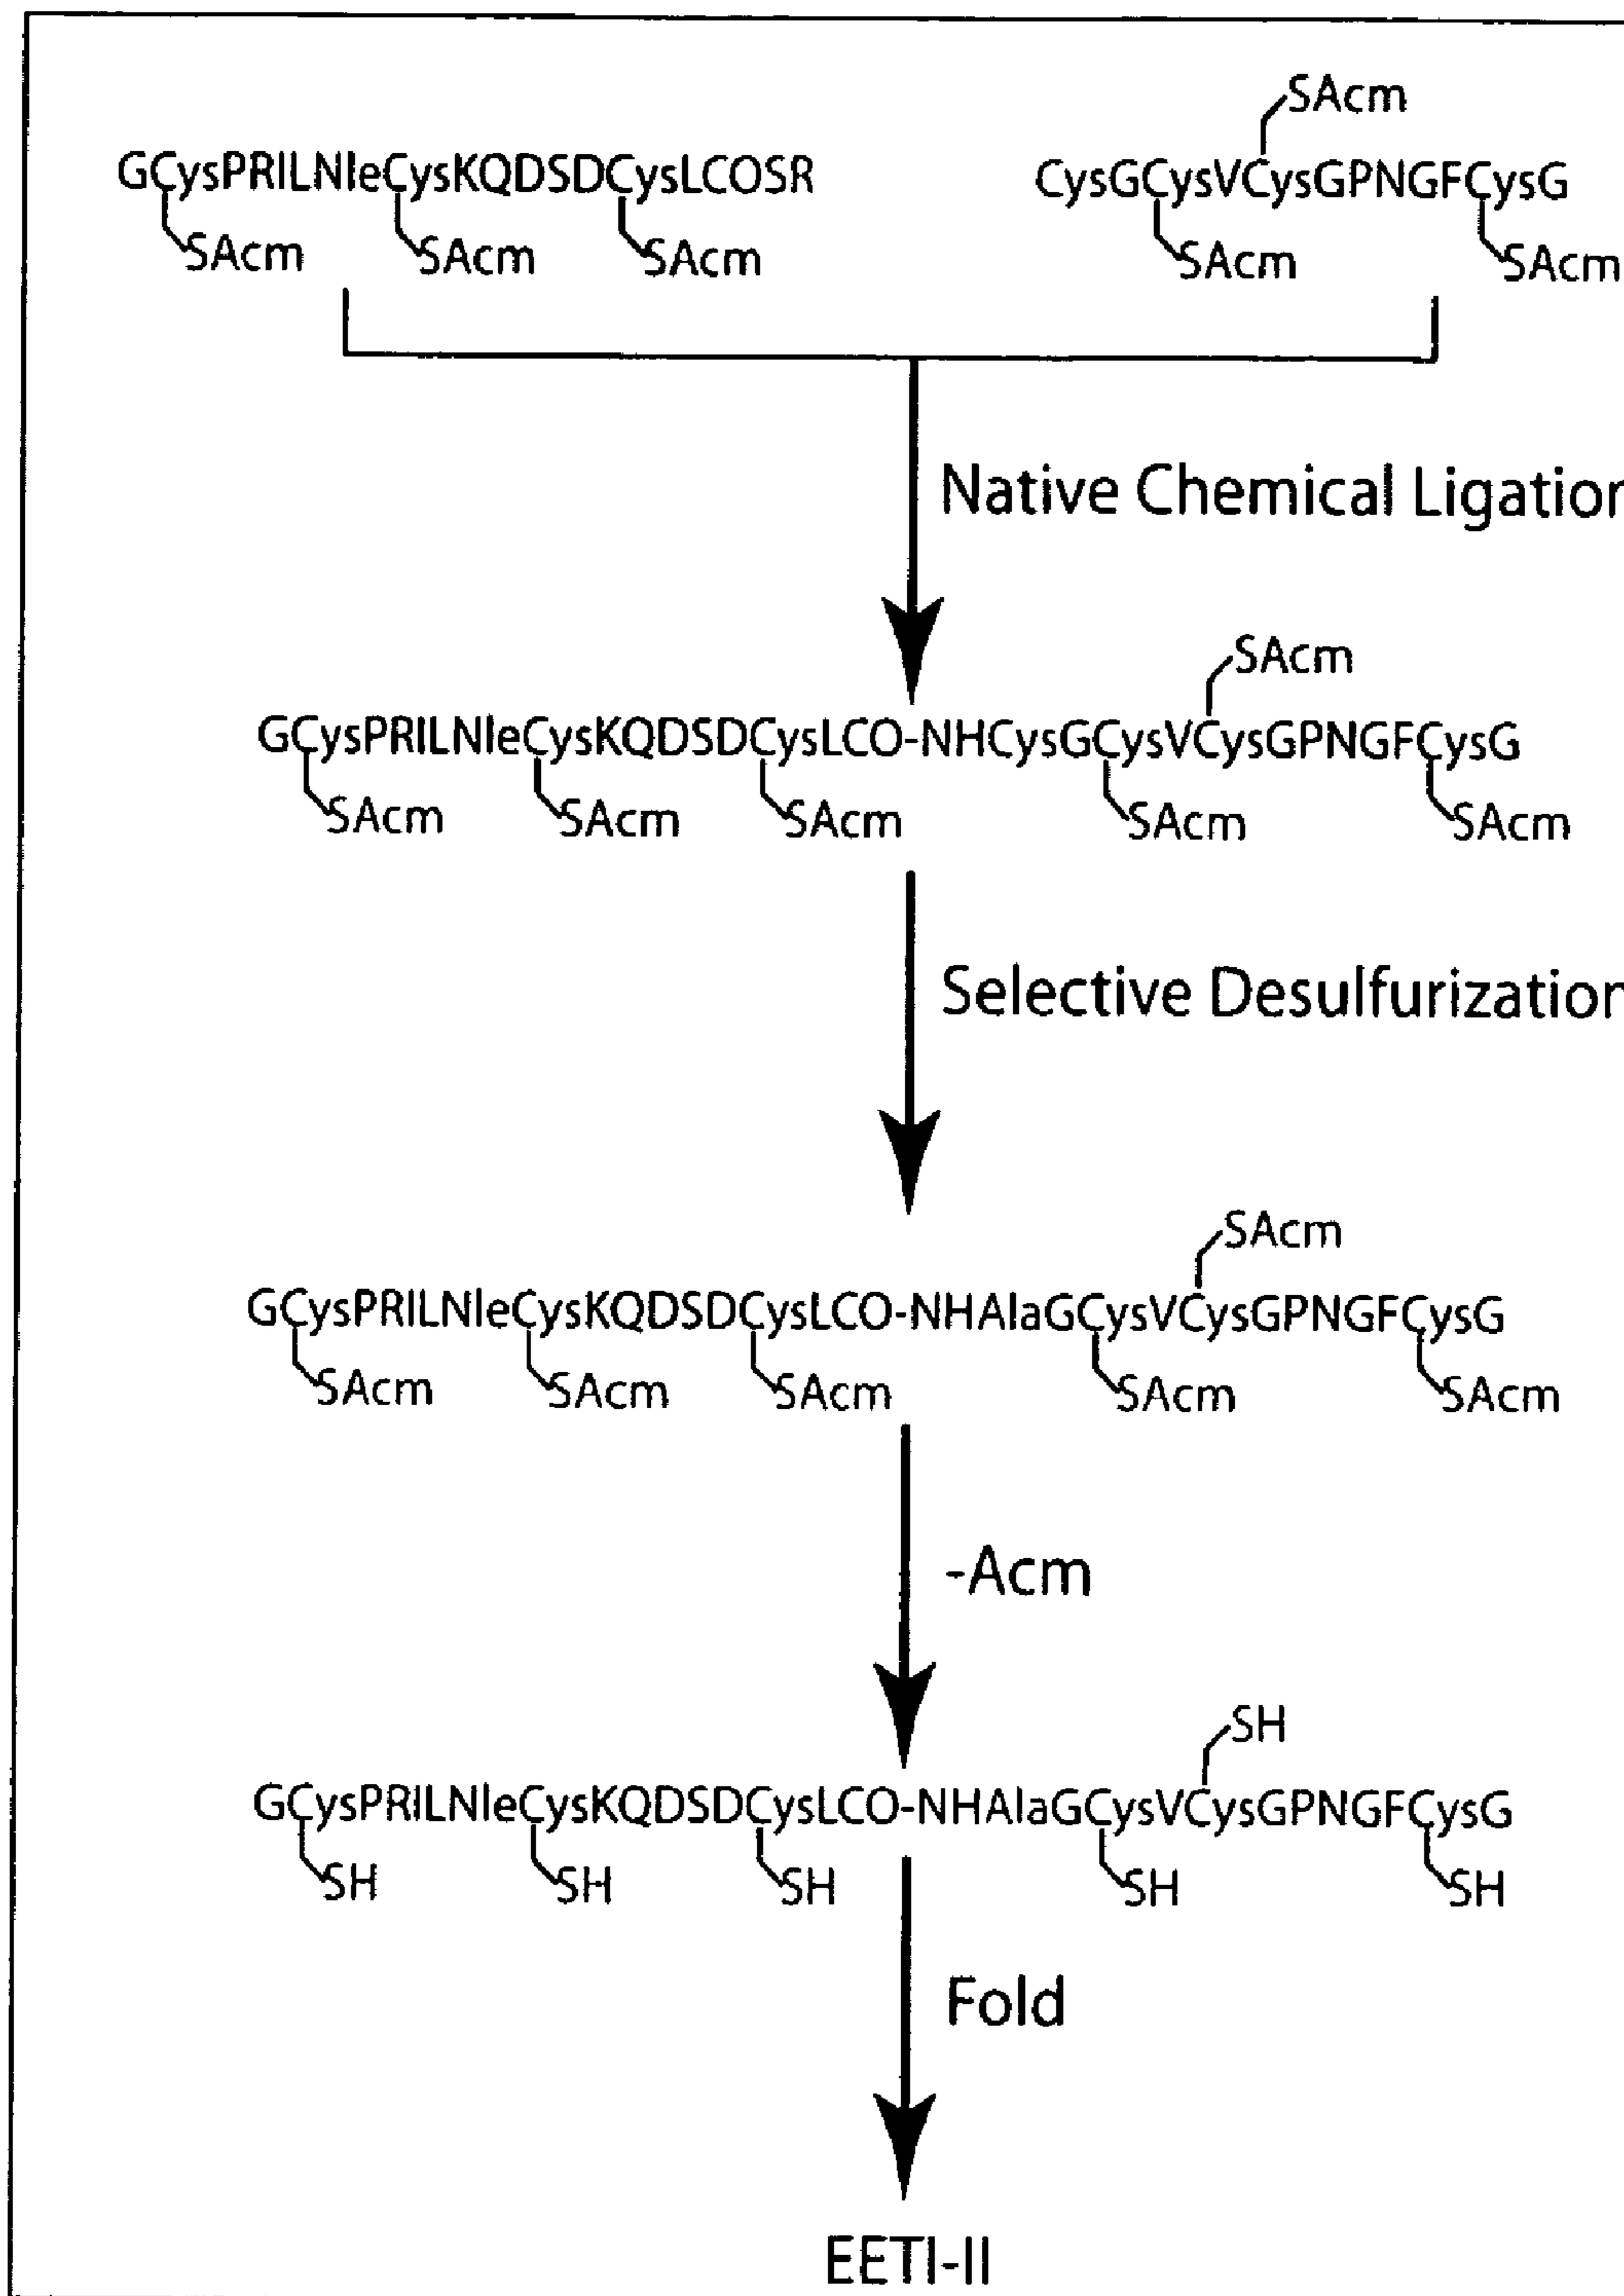 SAcm
GCysPRILNleCysKQDSDCysLCOSR CysGCysVCysGPNGFCysG
SAcm SAcm SAcm SAcm SAcm
Native Chemical Ligation
SAcm
GCysPRILNleCysKQDSDCysLCO-NHCysGCysVCysGPNGFCysG
SAcm SAcm SAcm SAcm SAcm
Selective Desulfurization
SAcm
GCysPRILNleCysKQDSDCysLCO-NHAlaGCysVCysGPNGFCysG
SAcm SAcm SAcm SAcm SAcm
-Acm
SH
GCysPRILNleCysKQDSDCysLCO-NHAlaGCysVCysGPNGFCysG
SH SH SH SH SH
Fold
EETI-II